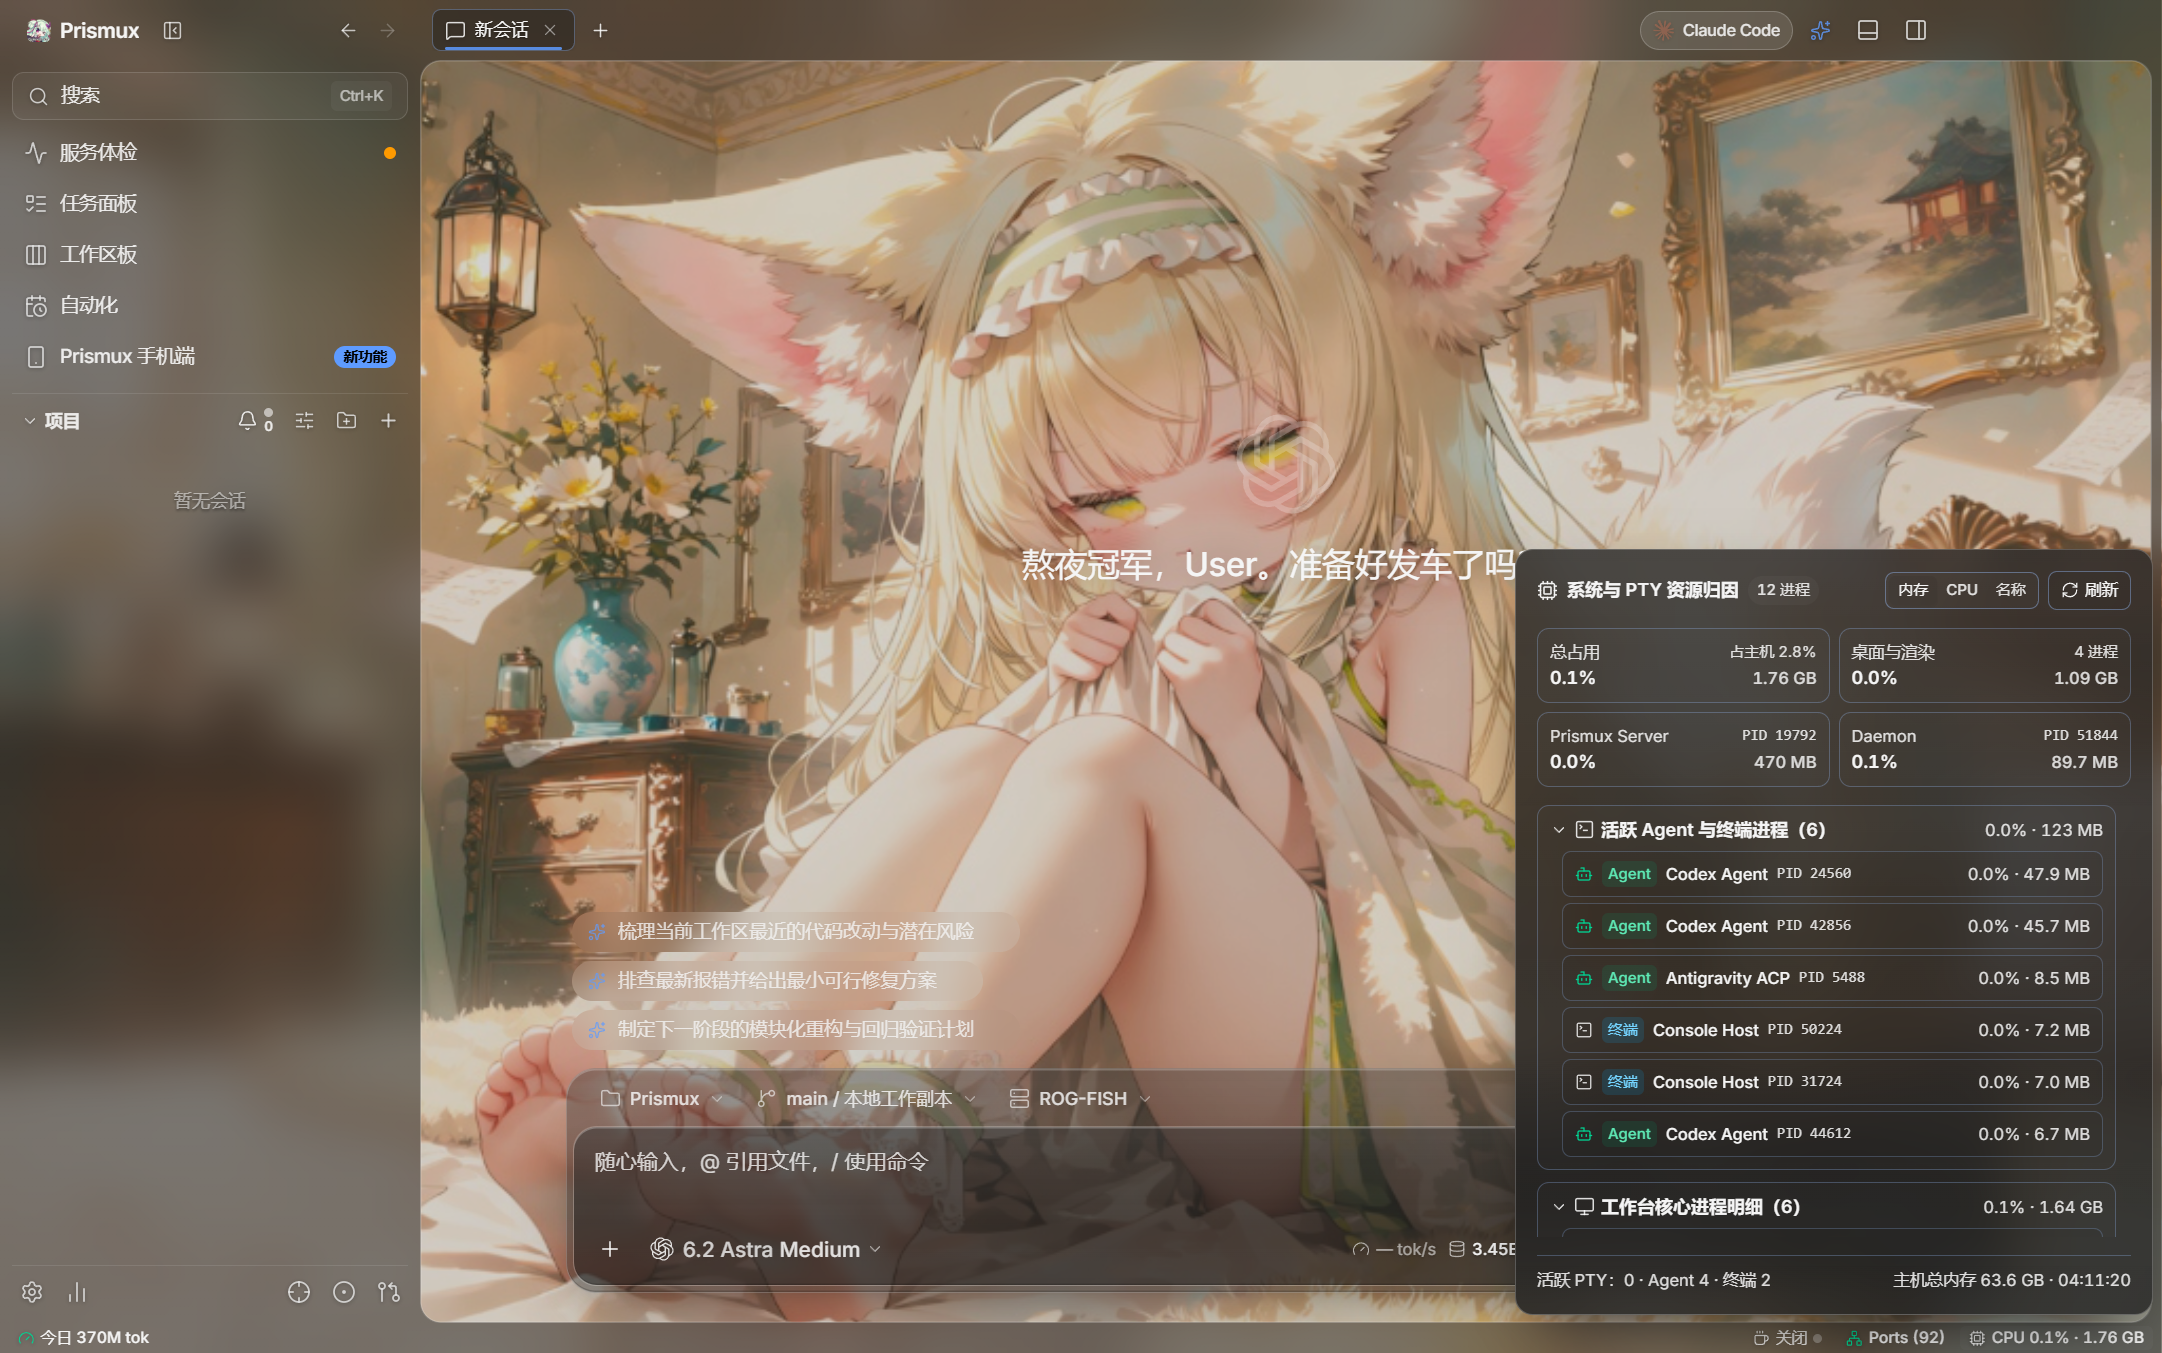 Prismux
新会话
Claude Code
搜索
Ctrl+K
服务体检
任务面板
工作区板
自动化
Prismux 手机端
新功能
项目
0
暂无会话
熬夜冠军，User。准备好发车了吗
梳理当前工作区最近的代码改动与潜在风险
排查最新报错并给出最小可行修复方案
制定下一阶段的模块化重构与回归验证计划
Prismux
main / 本地工作副本
ROG-FISH
随心输入，@ 引用文件，/ 使用命令
6.2 Astra Medium
— tok/s
3.45
系统与 PTY 资源归因
12 进程
内存
CPU
名称
刷新
总占用
占主机 2.8%
0.1%
1.76 GB
桌面与渲染
4 进程
0.0%
1.09 GB
Prismux Server
PID 19792
0.0%
470 MB
Daemon
PID 51844
0.1%
89.7 MB
活跃 Agent 与终端进程（6）
0.0% · 123 MB
Agent Codex Agent PID 24560
0.0% · 47.9 MB
Agent Codex Agent PID 42856
0.0% · 45.7 MB
Agent Antigravity ACP PID 5488
0.0% · 8.5 MB
终端 Console Host PID 50224
0.0% · 7.2 MB
终端 Console Host PID 31724
0.0% · 7.0 MB
Agent Codex Agent PID 44612
0.0% · 6.7 MB
工作台核心进程明细（6）
0.1% · 1.64 GB
活跃 PTY：0 · Agent 4 · 终端 2
主机总内存 63.6 GB · 04:11:20
今日 370M tok
关闭
Ports (92)
CPU 0.1% · 1.76 GB